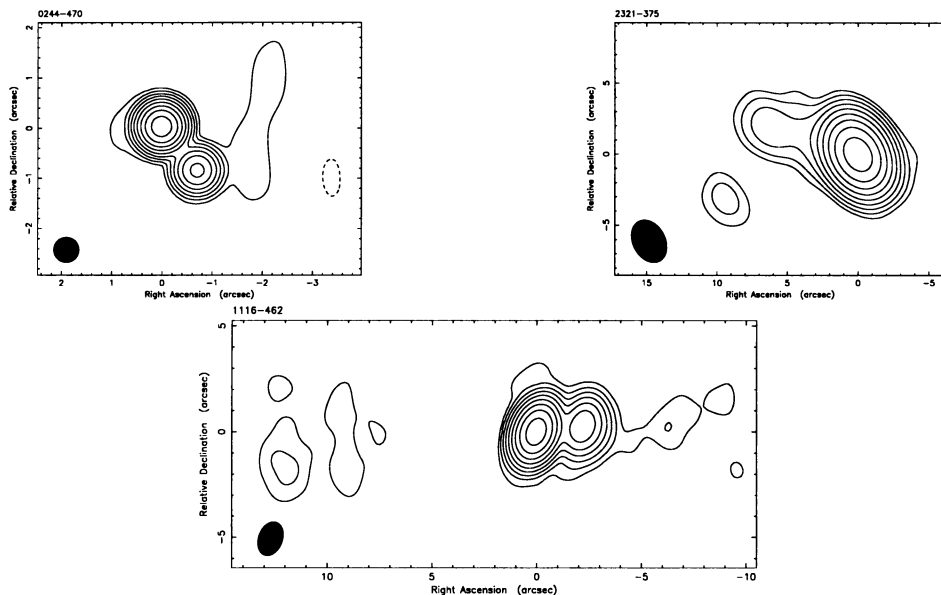 0244-470
2
1
0
-1
-2
Relative Declination (arcsec)
2 1 0 -1 -2 -3
Right Ascension (arcsec)
2321-375
5
0
-5
Relative Declination (arcsec)
15 10 5 0 -5
Right Ascension (arcsec)
1116-462
5
0
-5
Relative Declination (arcsec)
10 5 0 -5 -10
Right Ascension (arcsec)